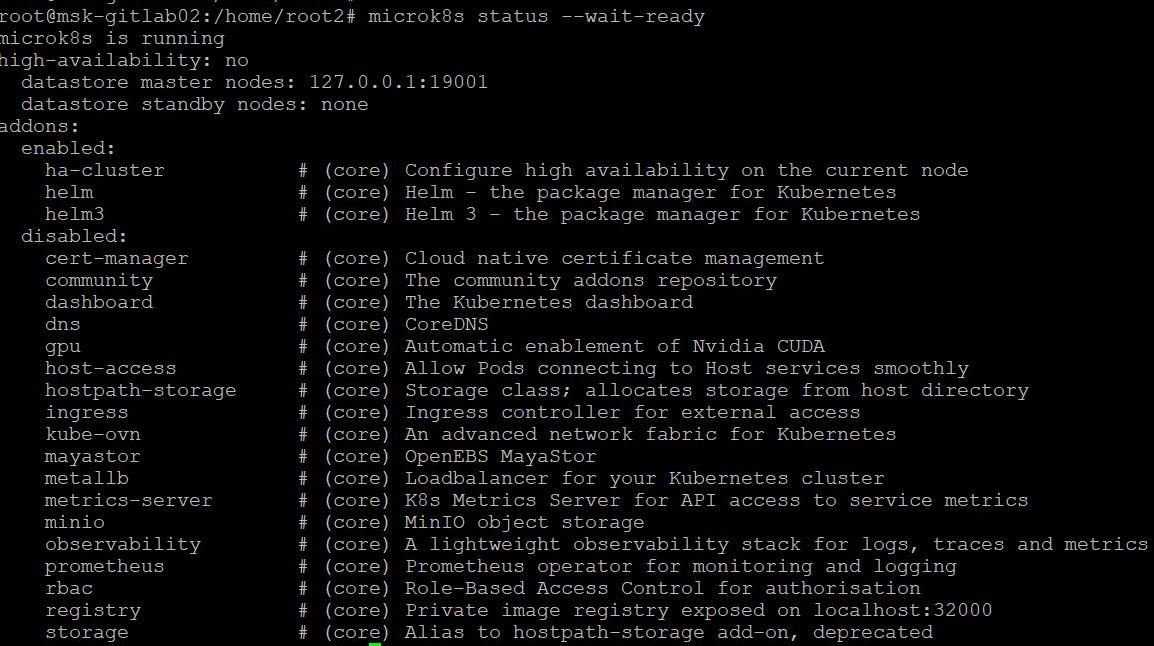 root@msk-gitlab02:/home/root2# microk8s status --wait-ready
microk8s is running
high-availability: no
  datastore master nodes: 127.0.0.1:19001
  datastore standby nodes: none
addons:
  enabled:
    ha-cluster           # (core) Configure high availability on the current node
    helm                 # (core) Helm - the package manager for Kubernetes
    helm3                # (core) Helm 3 - the package manager for Kubernetes
  disabled:
    cert-manager         # (core) Cloud native certificate management
    community            # (core) The community addons repository
    dashboard            # (core) The Kubernetes dashboard
    dns                  # (core) CoreDNS
    gpu                  # (core) Automatic enablement of Nvidia CUDA
    host-access          # (core) Allow Pods connecting to Host services smoothly
    hostpath-storage     # (core) Storage class; allocates storage from host directory
    ingress              # (core) Ingress controller for external access
    kube-ovn             # (core) An advanced network fabric for Kubernetes
    mayastor             # (core) OpenEBS MayaStor
    metallb              # (core) Loadbalancer for your Kubernetes cluster
    metrics-server       # (core) K8s Metrics Server for API access to service metrics
    minio                # (core) MinIO object storage
    observability        # (core) A lightweight observability stack for logs, traces and metrics
    prometheus           # (core) Prometheus operator for monitoring and logging
    rbac                 # (core) Role-Based Access Control for authorisation
    registry             # (core) Private image registry exposed on localhost:32000
    storage              # (core) Alias to hostpath-storage add-on, deprecated